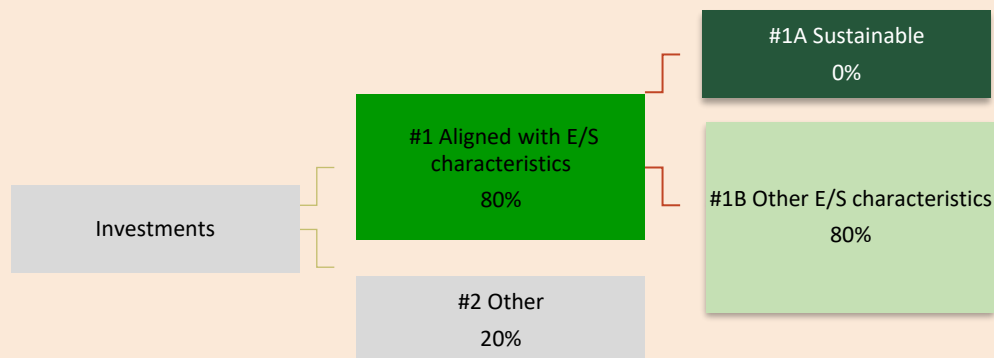 Investments
#1 Aligned with E/S
characteristics
80%
#2 Other
20%
#1A Sustainable
0%
#1B Other E/S characteristics
80%